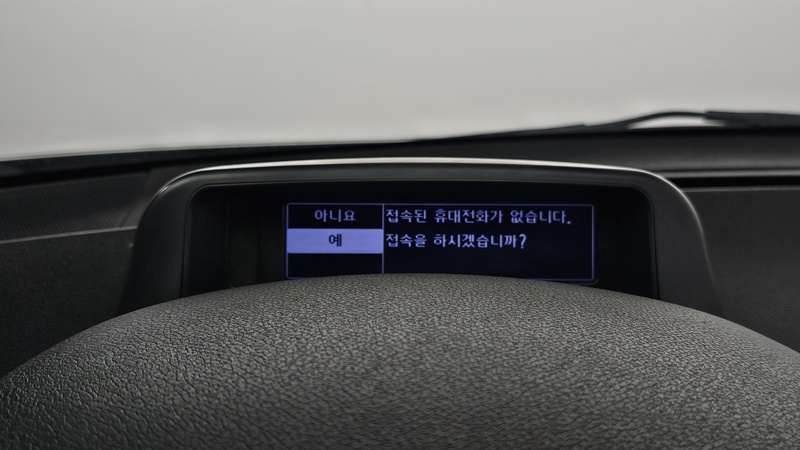 아니요
예
접속된 휴대전화가 없습니다.
접속을 하시겠습니까?